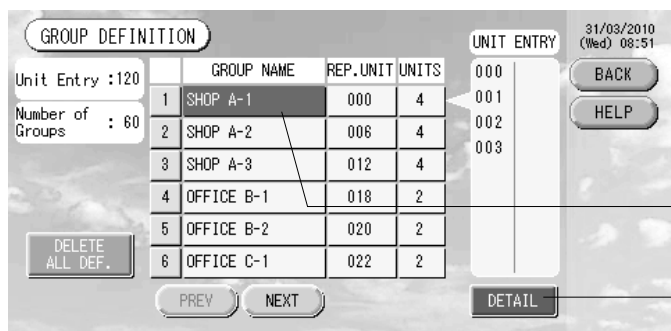 GROUP DEFINITION
31/03/2010
(Wed) 08:51
UNIT ENTRY
Unit Entry :120
Number of
Groups : 60
GROUP NAME REP.UNIT UNITS
1 SHOP A-1 000 4
2 SHOP A-2 006 4
3 SHOP A-3 012 4
4 OFFICE B-1 018 2
5 OFFICE B-2 020 2
6 OFFICE C-1 022 2
000
001
002
003
BACK
HELP
DELETE
ALL DEF.
PREV NEXT
DETAIL